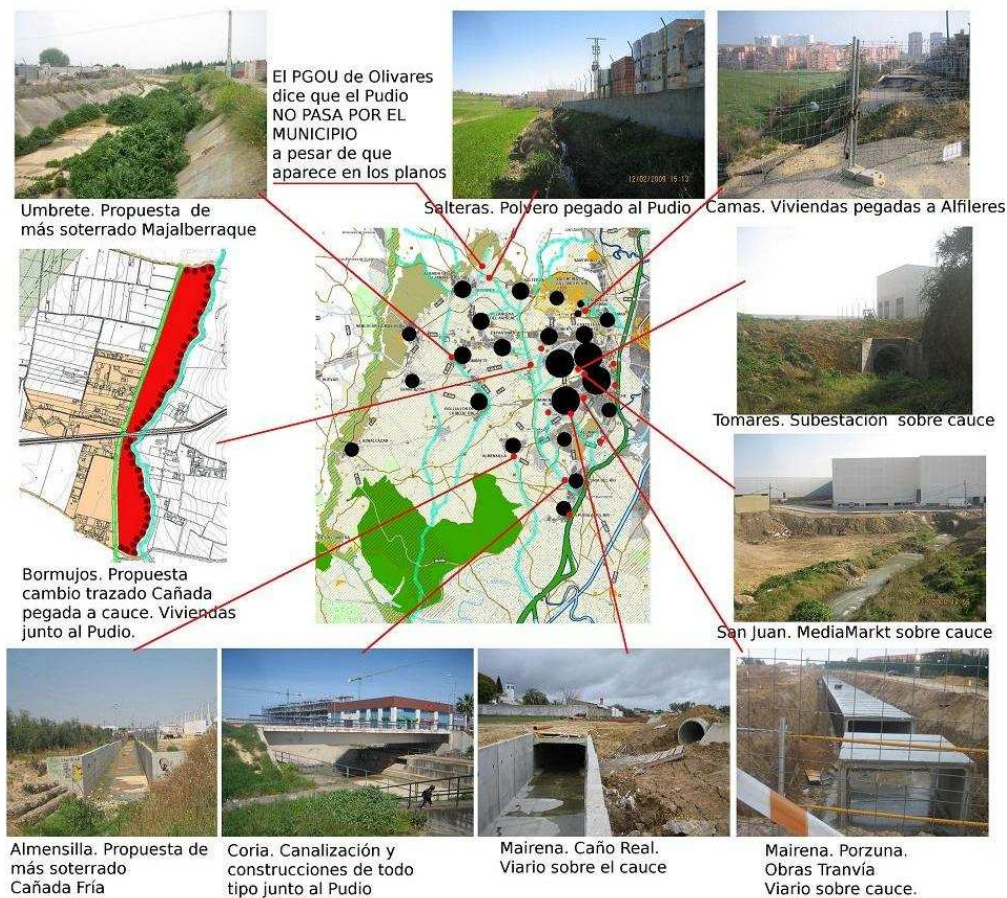 El PGOU de Olivares
dice que el Pudio
NO PASA POR EL
MUNICIPIO
a pesar de que
aparece en los planos
12/02/2009 15:13
Umbrete. Propuesta de
más soterrado Majalberraque
Salteras. Polvero pegado al Pudio
Camas. Viviendas pegadas a Alfileres
Tomares. Subestación sobre cauce
Bormujos. Propuesta
cambio trazado Cañada
pegada a cauce. Viviendas
junto al Pudio.
San Juan. MediaMarkt sobre cauce
Almensilla. Propuesta de
más soterrado
Cañada Fría
Coria. Canalización y
construcciones de todo
tipo junto al Pudio
Mairena. Caño Real.
Viario sobre el cauce
Mairena. Porzuna.
Obras Tranvía
Viario sobre cauce.